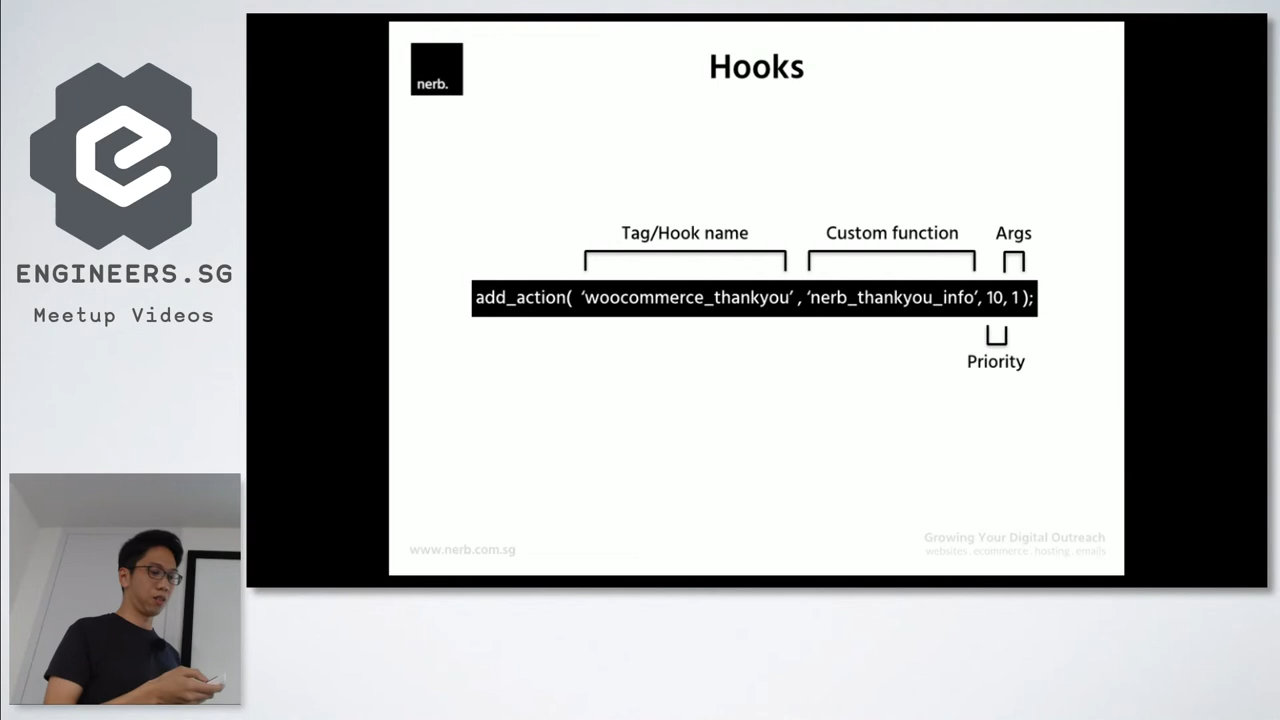 ENGINEERS.SG
Meetup Videos
nerb.
Hooks
Tag/Hook name
Custom function
Args
add_action( ‘woocommerce_thankyou’ , ‘nerb_thankyou_info’, 10, 1 );
Priority
www.nerb.com.sg
Growing Your Digital Outreach
websites . ecommerce . hosting . emails